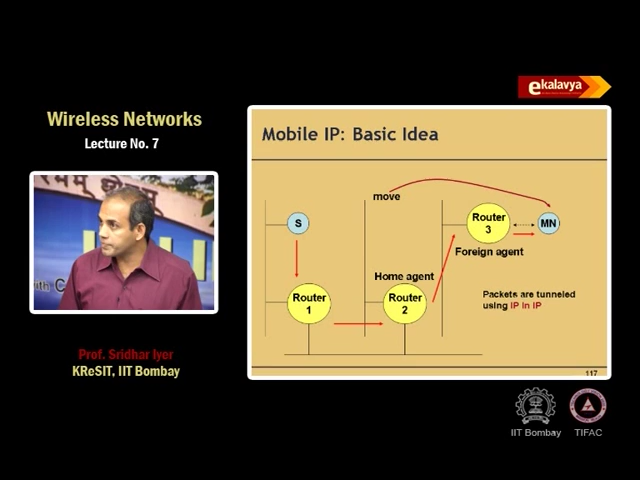 ekalavya
Wireless Networks
Lecture No. 7
Mobile IP: Basic Idea
move
S
Router
3
MN
Foreign agent
Home agent
Router
1
Router
2
Packets are tunneled
using IP in IP
117
Prof. Sridhar Iyer
KReSIT, IIT Bombay
IIT Bombay
TIFAC